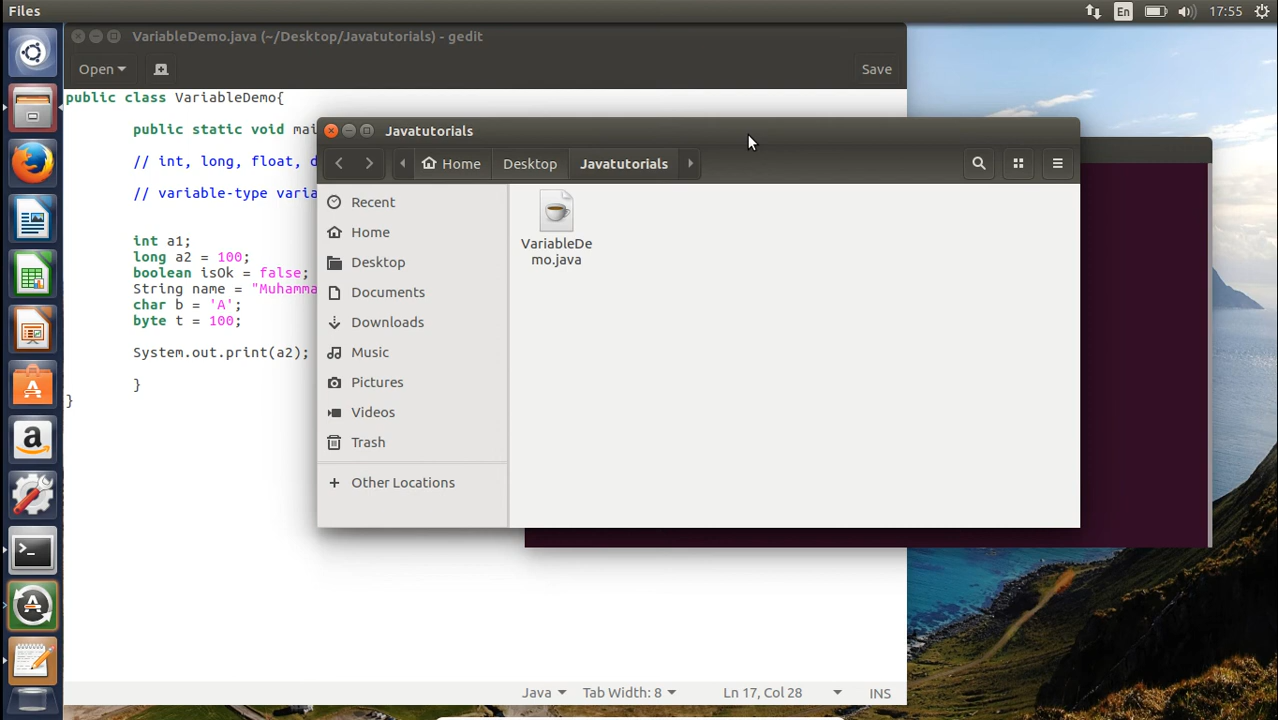 Files
En
17:55
VariableDemo.java (~/Desktop/Javatutorials) - gedit
Open
Save
public class VariableDemo{
public static void mai
// int, long, float, d
// variable-type varia
int a1;
long a2 = 100;
boolean isOk = false;
String name = "Muhamma
char b = 'A';
byte t = 100;
System.out.print(a2);
}
}
Javatutorials
Home
Desktop
Javatutorials
Recent
Home
Desktop
Documents
Downloads
Music
Pictures
Videos
Trash
+ Other Locations
VariableDe
mo.java
Java
Tab Width: 8
Ln 17, Col 28
INS